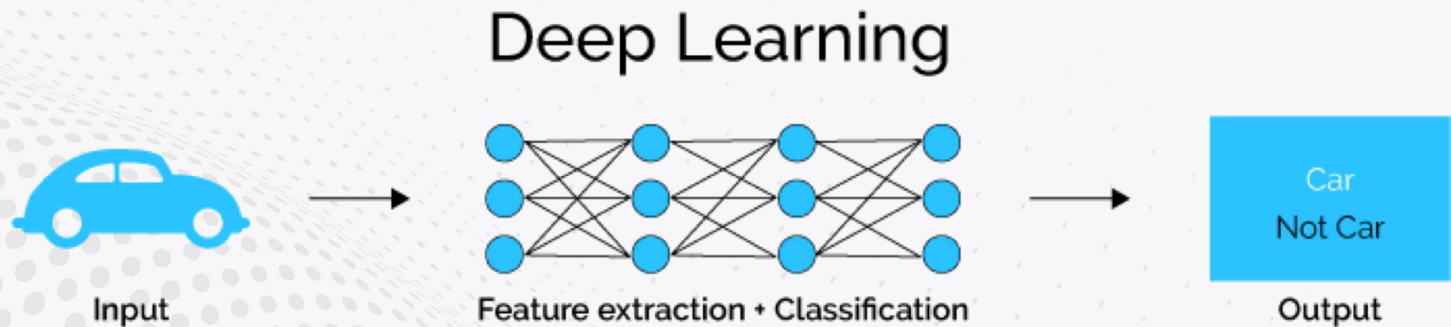 Deep Learning
Car
Not Car
Input
Feature extraction + Classification
Output